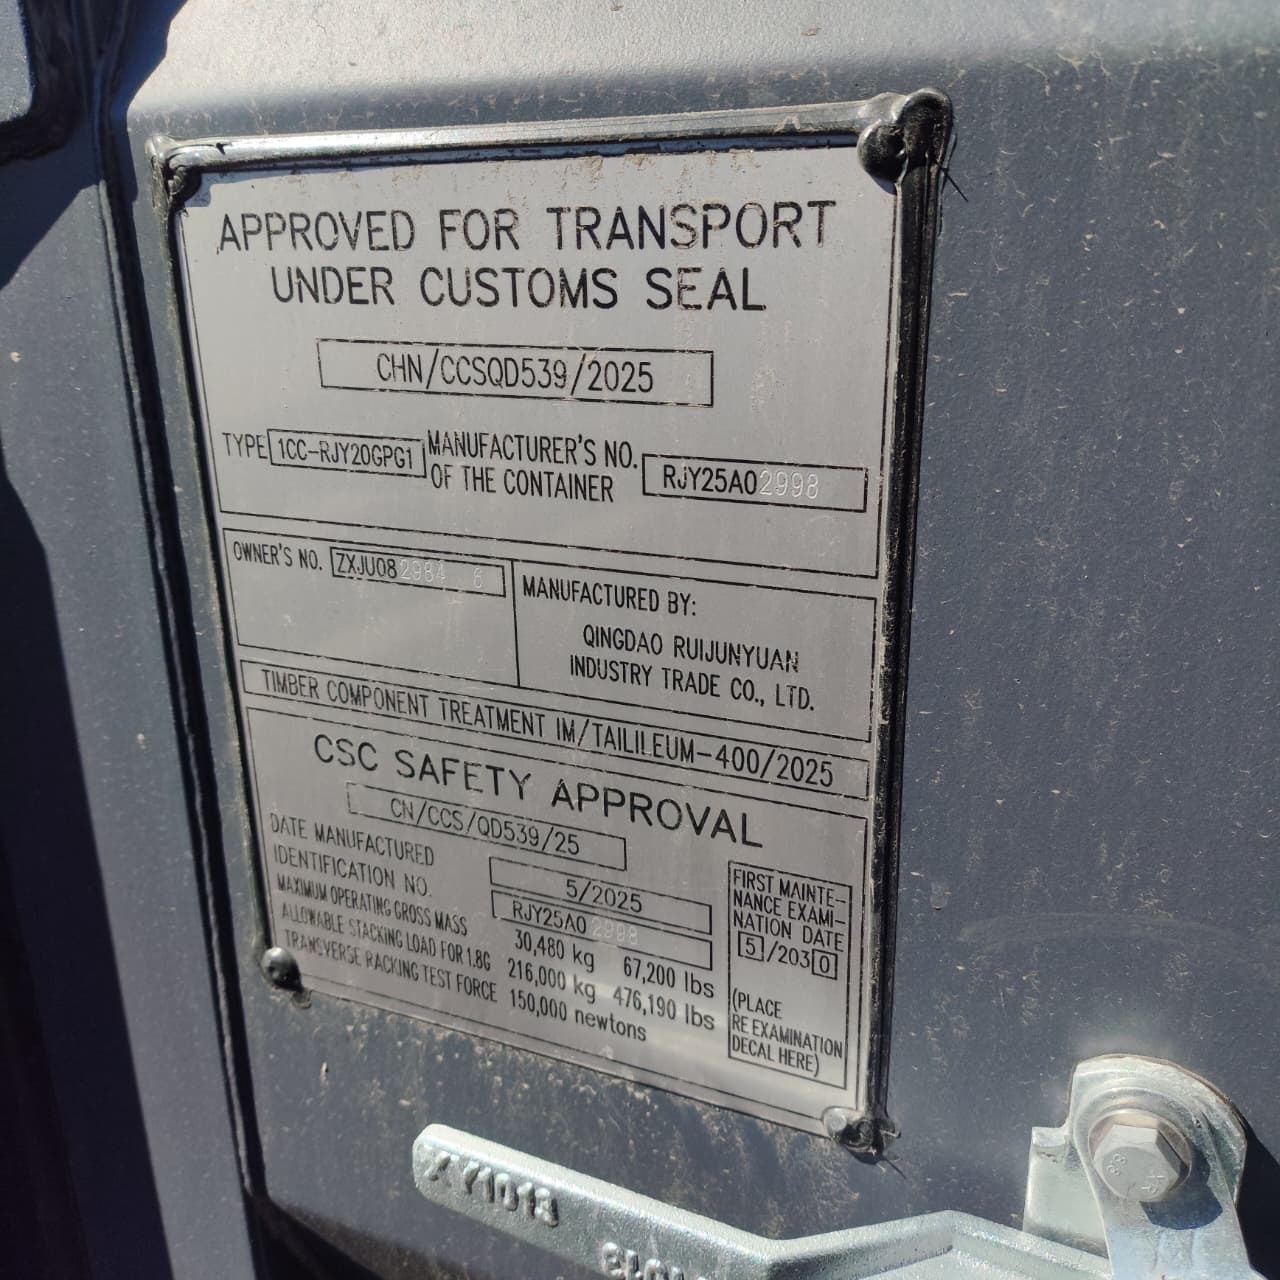 APPROVED FOR TRANSPORT
UNDER CUSTOMS SEAL
CHN/CCSQD539/2025
TYPE 1CC-RJY20GPG1 MANUFACTURER'S NO. OF THE CONTAINER RJY25A02998
OWNER'S NO. ZXJU082984 6
MANUFACTURED BY:
QINGDAO RUIJUNYUAN
INDUSTRY TRADE CO., LTD.
TIMBER COMPONENT TREATMENT IM/TAILILEUM-400/2025
CSC SAFETY APPROVAL
CN/CCS/QD539/25
DATE MANUFACTURED 5/2025
IDENTIFICATION NO. RJY25A02998
MAXIMUM OPERATING GROSS MASS 30,480 kg 67,200 lbs
ALLOWABLE STACKING LOAD FOR 1.8G 216,000 kg 476,190 lbs
TRANSVERSE RACKING TEST FORCE 150,000 newtons
FIRST MAINTE-
NANCE EXAMI-
NATION DATE
5/2030
(PLACE
RE EXAMINATION
DECAL HERE)
XY1018
8.8